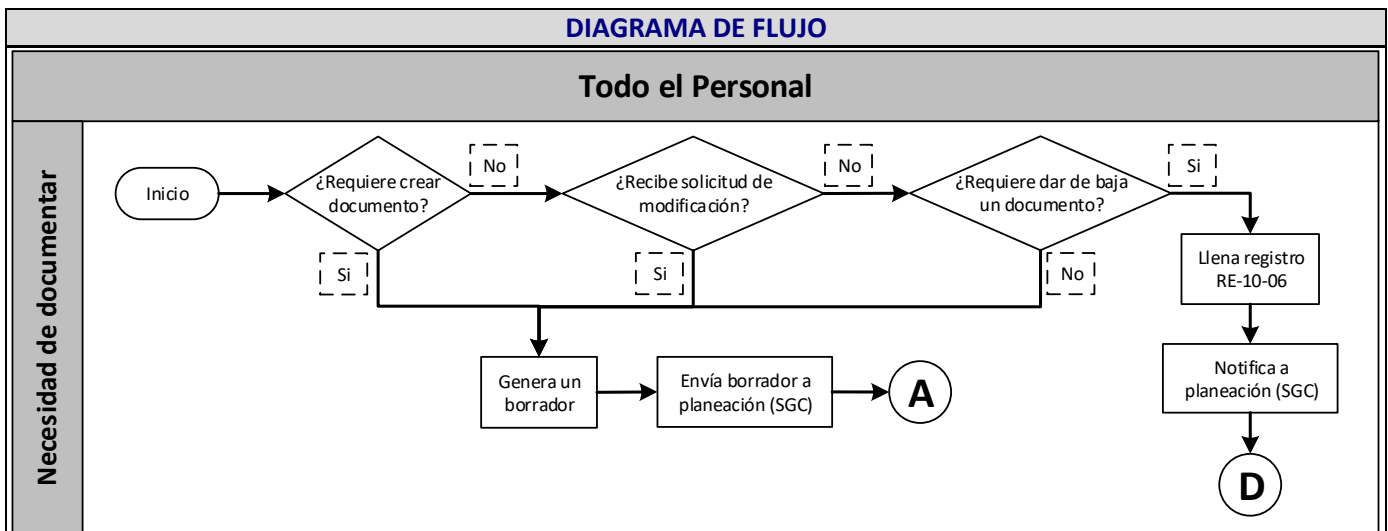 DIAGRAMA DE FLUJO
Todo el Personal
Necesidad de documentar
Inicio
¿Requiere crear
documento?
No
Si
¿Recibe solicitud de
modificación?
No
Si
¿Requiere dar de baja
un documento?
Si
No
Llena registro
RE-10-06
Genera un
borrador
Envía borrador a
planeación (SGC)
A
Notifica a
planeación (SGC)
D